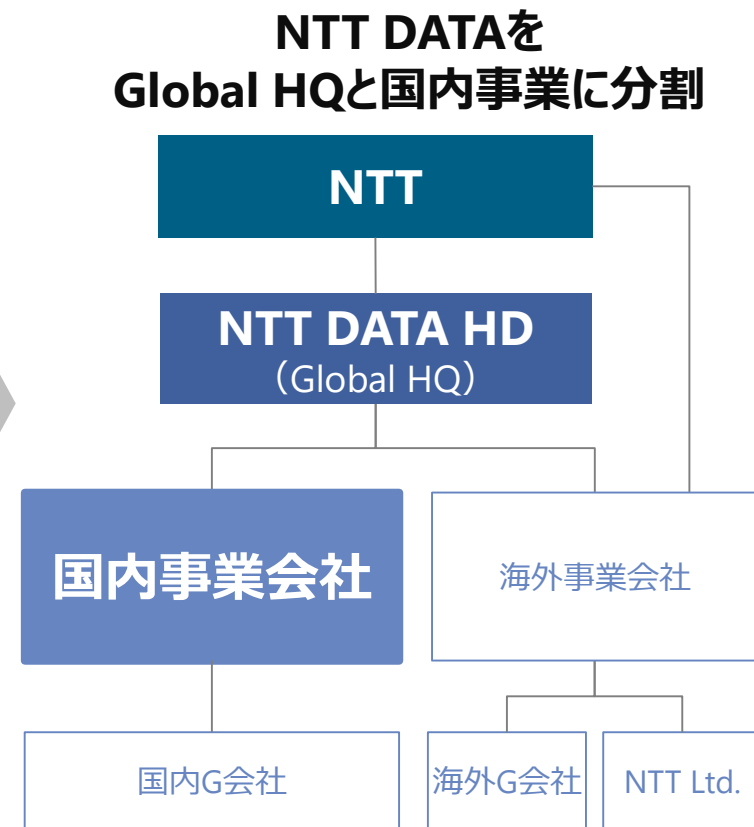 NTT DATAを
Global HQと国内事業に分割
NTT
NTT DATA HD
（Global HQ）
国内事業会社
海外事業会社
国内G会社
海外G会社
NTT Ltd.